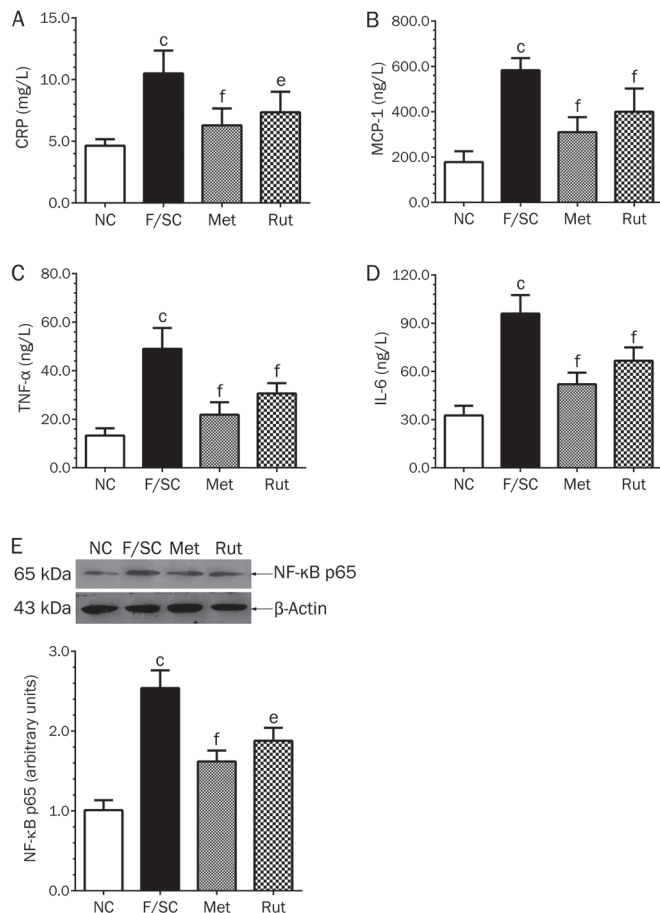 A
CRP (mg/L)
15.0
10.0
5.0
0.0
c
f
e
NC F/SC Met Rut
B
MCP-1 (ng/L)
800.0
600.0
400.0
200.0
0.0
c
f
f
NC F/SC Met Rut
C
TNF-α (ng/L)
80.0
60.0
40.0
20.0
0.0
c
f
f
NC F/SC Met Rut
D
IL-6 (ng/L)
120.0
90.0
60.0
30.0
0.0
c
f
f
NC F/SC Met Rut
E
NC F/SC Met Rut
65 kDa NF-κB p65
43 kDa β-Actin
NF-κB p65 (arbitrary units)
3.0
2.0
1.0
0.0
c
f
e
NC F/SC Met Rut